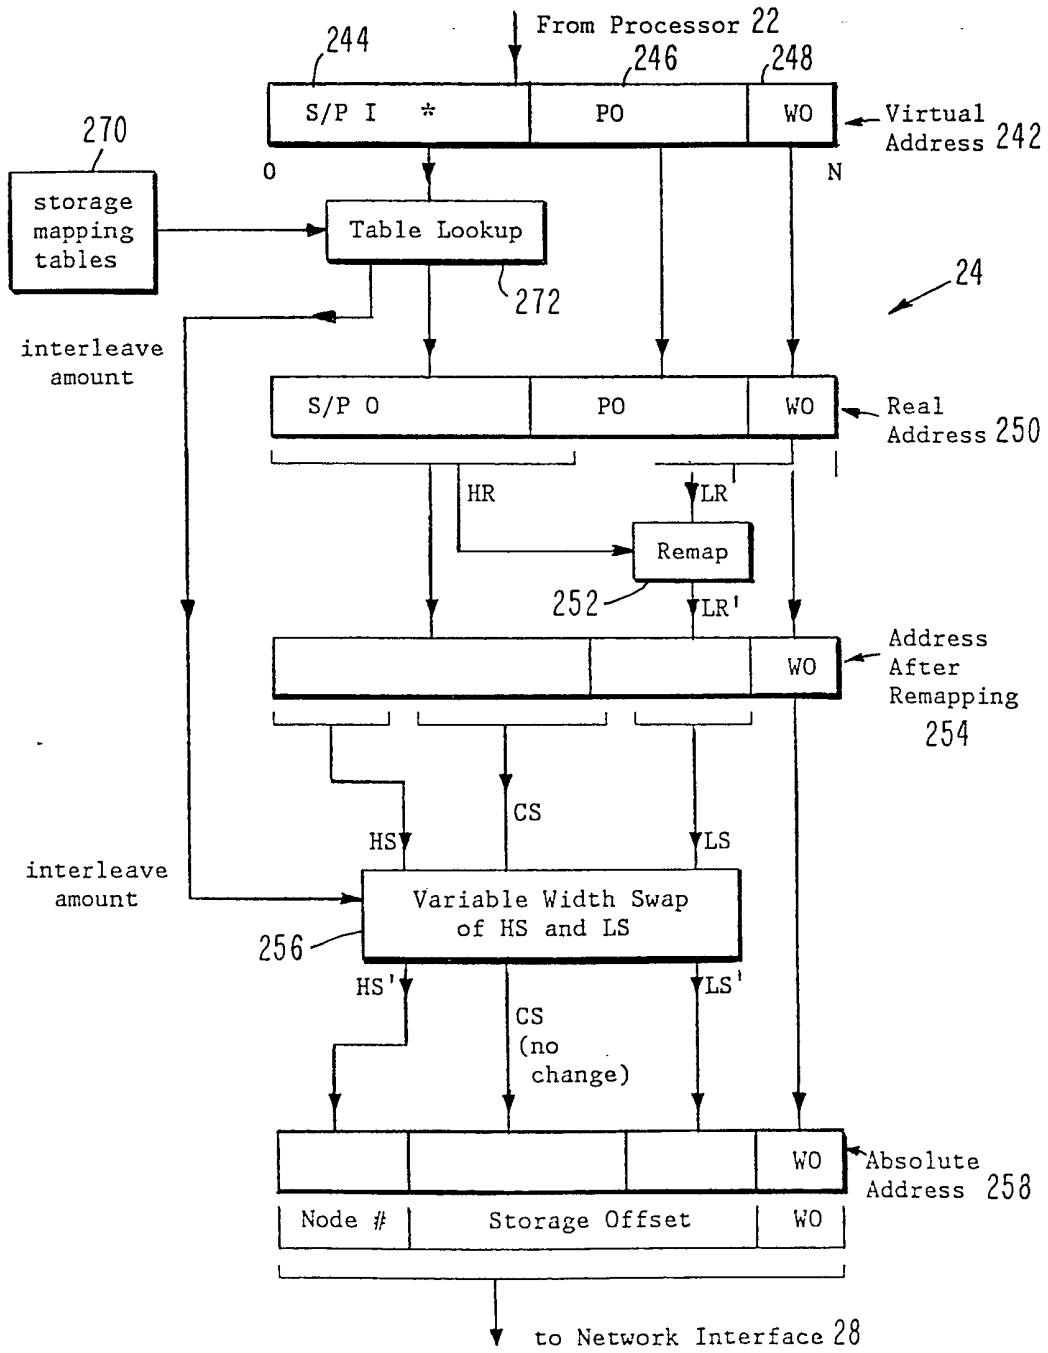 From Processor 22
244
246
248
S/P I *
PO
WO
Virtual
Address 242
O
N
270
storage
mapping
tables
Table Lookup
272
24
interleave
amount
S/P O
PO
WO
Real
Address 250
HR
LR
Remap
252
LR'
WO
Address
After
Remapping
254
HS
CS
LS
interleave
amount
Variable Width Swap
of HS and LS
256
HS'
CS
(no
change)
LS'
WO
Absolute
Address 258
Node #
Storage Offset
WO
to Network Interface 28